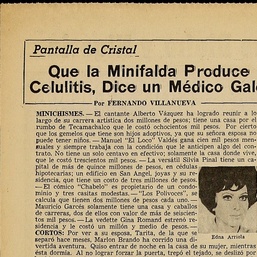 Pantalla de Cristal
Que la Minifalda Produce
Celulitis, Dice un Médico Gal
Por FERNANDO VILLANUEVA
MINICHISMES. — El cantante Alberto Vázquez ha logrado reunir a lo
largo de su carrera artística dos millones de pesos; tiene una casa por el
rumbo de Tecamachalco que le costó ochocientos mil pesos. Por cierto
que los gemelos que tiene son hijos adoptivos, ya que su señora esposa no
puede tener niños. — Manuel "El Loco" Valdés gana cien mil pesos men-
suales y siempre trabaja con la condición que le anticipen algo del con-
trato. No tiene un solo centavo en efectivo; solamente la casa donde vive,
que le costó trescientos mil pesos. — La versátil Silvia Pinal tiene un ca-
pital de más de quince millones de pesos, en cédulas
hipotecarias; un edificio en San Angel, joyas y su re-
sidencia, que tiene un costo de tres millones de pesos.
— El cómico "Chabelo" es propietario de un condo-
minio y tres casitas modestas. — "Los Polivoces", se
calcula que tienen dos millones de pesos cada uno. —
Mauricio Garcés solamente tiene una casa y caballos
de carreras, dos de ellos con valor de más de seiscien-
tos mil pesos. — La vedette Gina Romand estrenó re-
sidencia y le costó un millón y medio de pesos. —
CORTOS: Por ver a su esposa, Tarita, de la que se
separó hace meses, Marlon Brando ha corrido una di-
vertida aventura. Quiso entrar de noche en la casa de su mujer, mientras
ésta dormía. Al no lograr forzar la puerta, trepó el tejado, se deslizó por
Edna Arriola